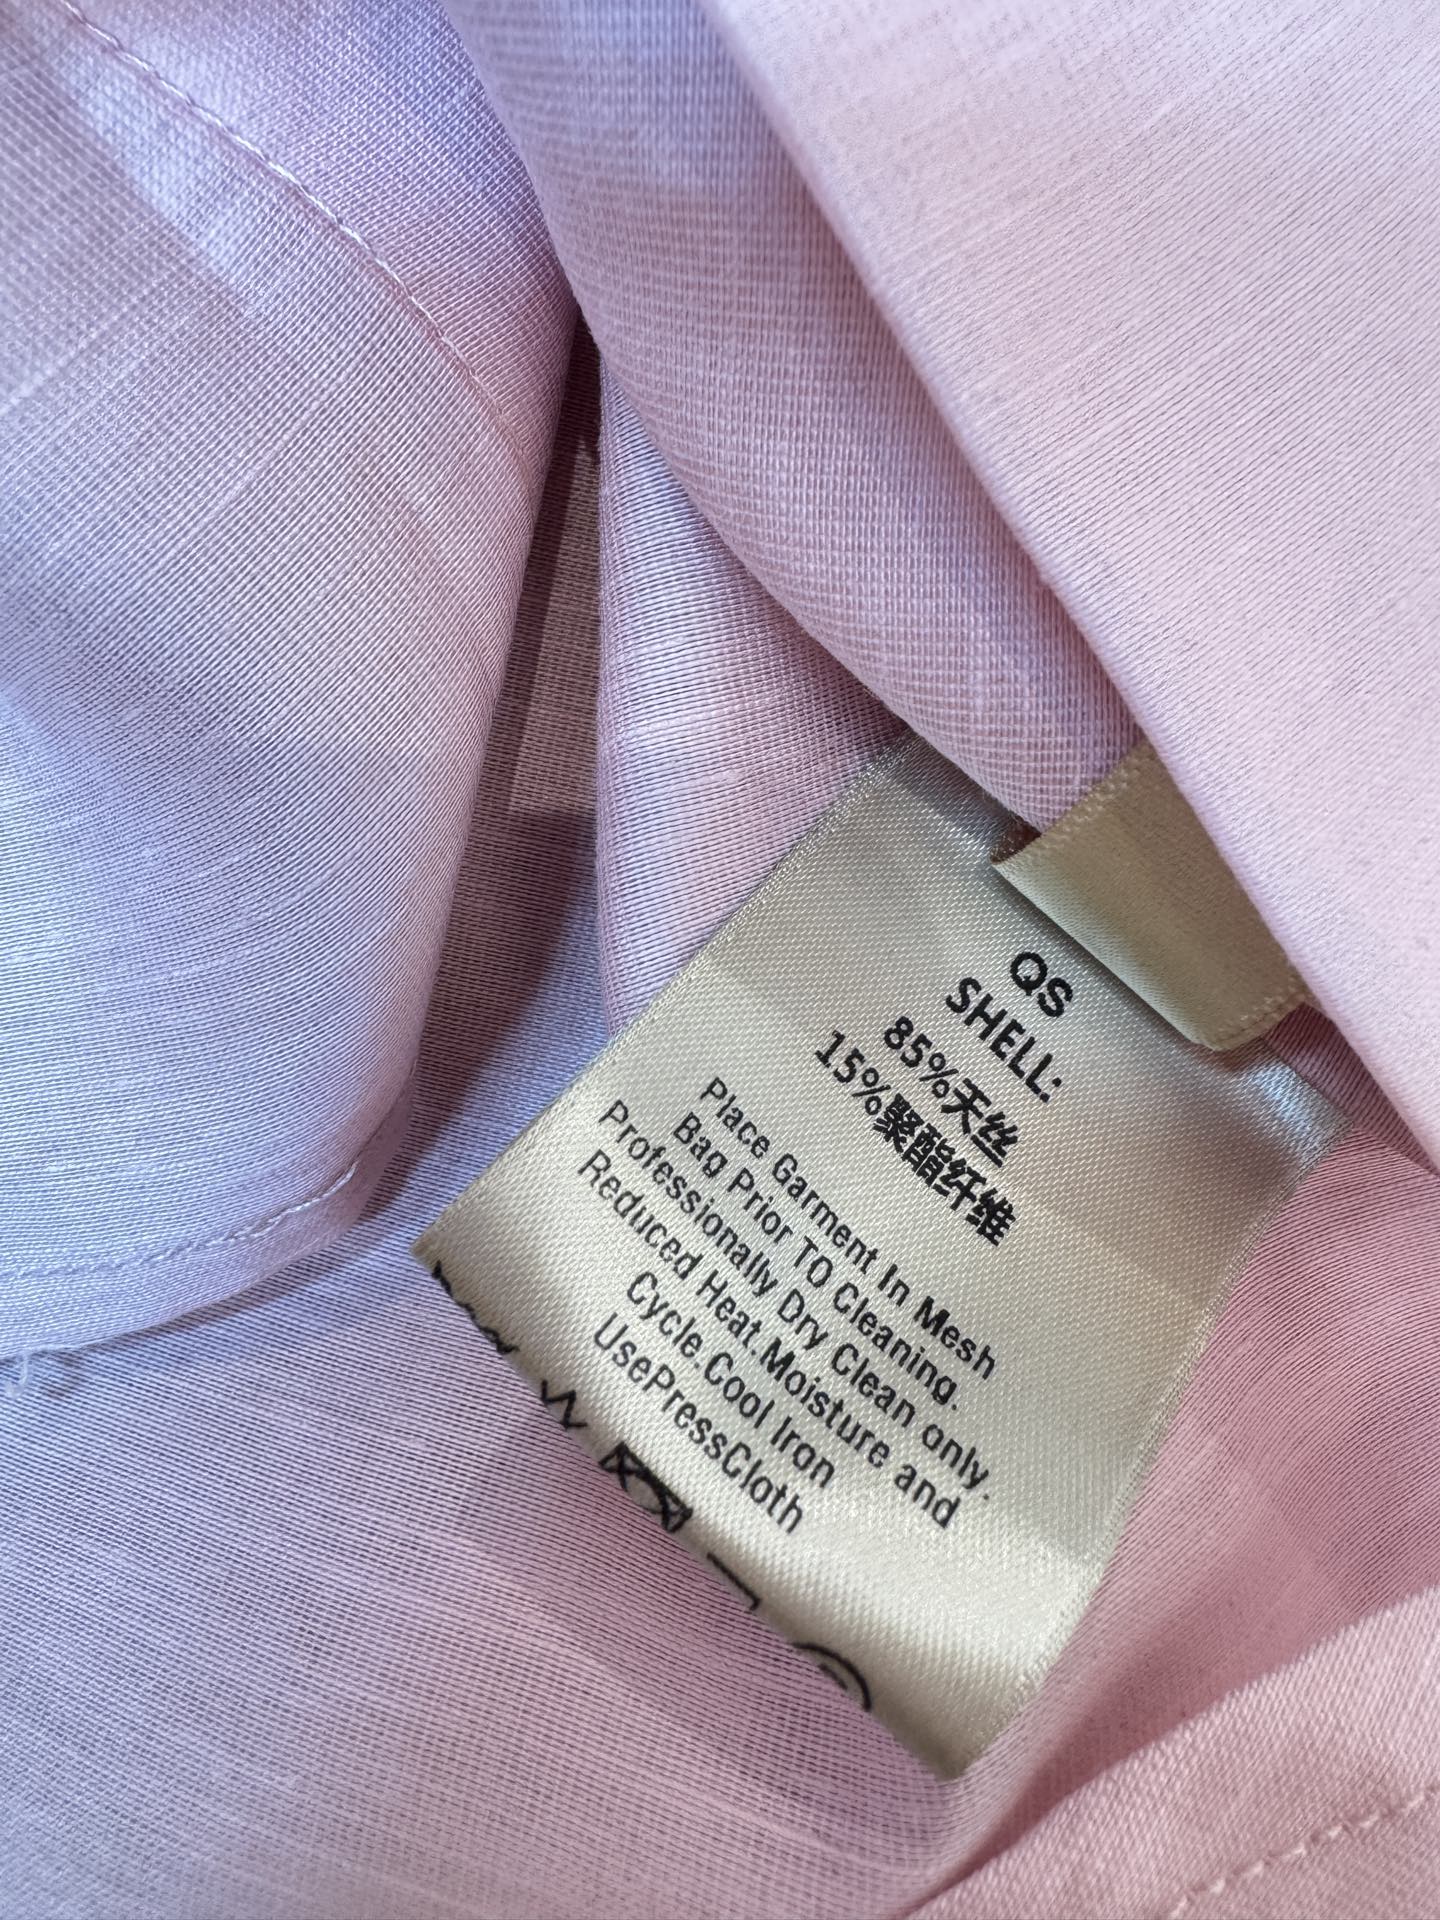 QS
SHELL:
85%天丝
15%聚酯纤维
Place Garment In Mesh
Bag Prior TO Cleaning.
Professionally Dry Clean only.
Reduced Heat.Moisture and
Cycle.Cool Iron
UsePressCloth